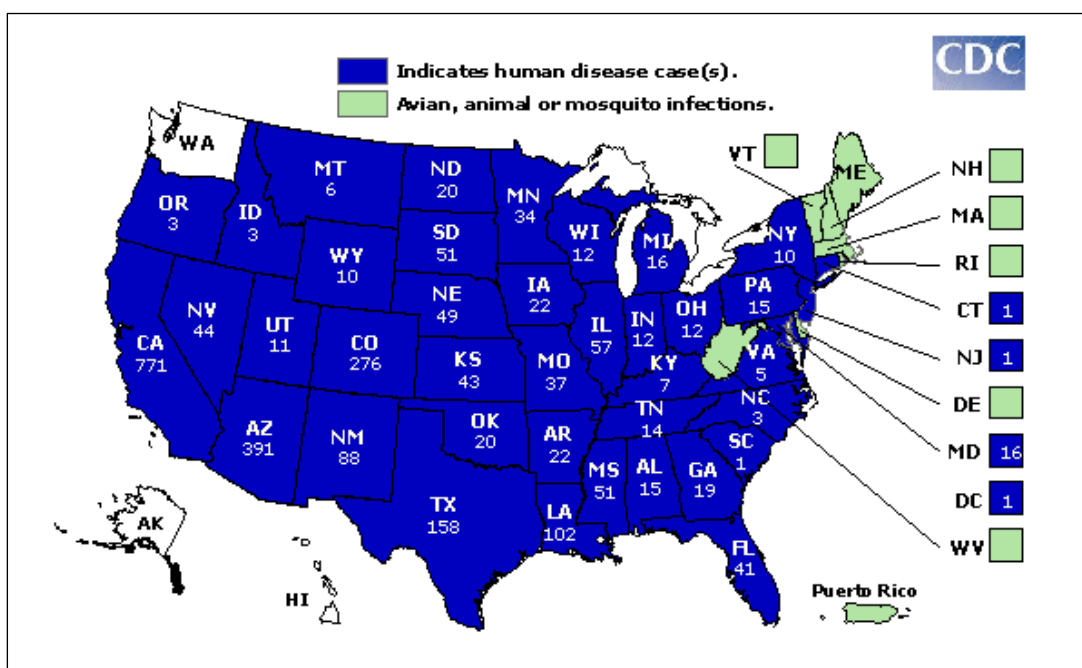 CDC
Indicates human disease case(s).
Avian, animal or mosquito infections.
WA
VT
ME
NH
MT
6
ND
20
MN
34
OR
3
ID
3
MA
SD
51
WI
12
MI
16
NY
10
WY
10
RI
IA
22
PA
15
NE
49
OH
12
NV
44
IL
57
IN
12
CT 1
UT
11
CA
771
CO
276
VA
5
KS
43
MO
37
KY
7
NJ 1
NC
3
DE
TN
14
OK
20
AR
22
AZ
391
NM
88
SC
1
MD 16
MS
51
AL
15
GA
19
TX
158
DC 1
LA
102
AK
WV
FL
41
HI
Puerto Rico